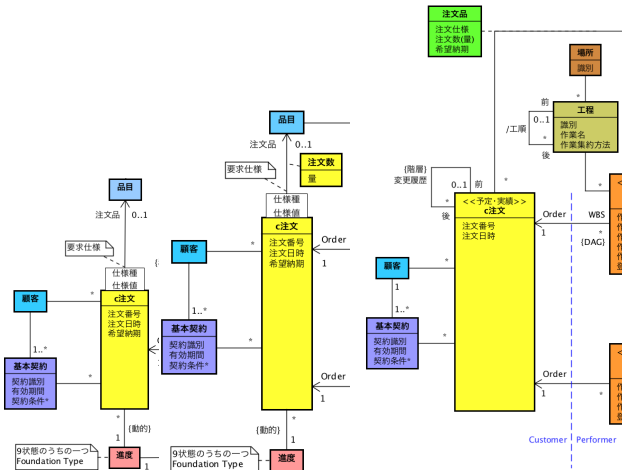 品目
注文品
0..1
要求仕様
仕様種
仕様値
顧客
*
c注文
注文番号
注文日時
希望納期
1..*
基本契約
契約識別
有効期間
契約条件*
*
*
{動的}
1
9状態のうちの一つ
Foundation Type
進度
1
品目
注文品
0..1
注文数
量
要求仕様
仕様種
仕様値
顧客
*
c注文
注文番号
注文日時
希望納期
Order
1
1..*
基本契約
契約識別
有効期間
契約条件*
*
Order
1
*
{動的}
1
9状態のうちの一つ
Foundation Type
進度
注文品
注文仕様
注文数(量)
希望納期
場所
識別
*
前
0..1
/工順
*
後
工程
識別
作業名
作業集約方法
{階層}
変更履歴
0..1
前
*
*
後
*
<<予定・実績>>
c注文
注文番号
注文日時
Order
1
WBS
*
{DAG}
顧客
*
1
1..*
基本契約
契約識別
有効期間
契約条件*
*
Order
1
*
Customer
Performer